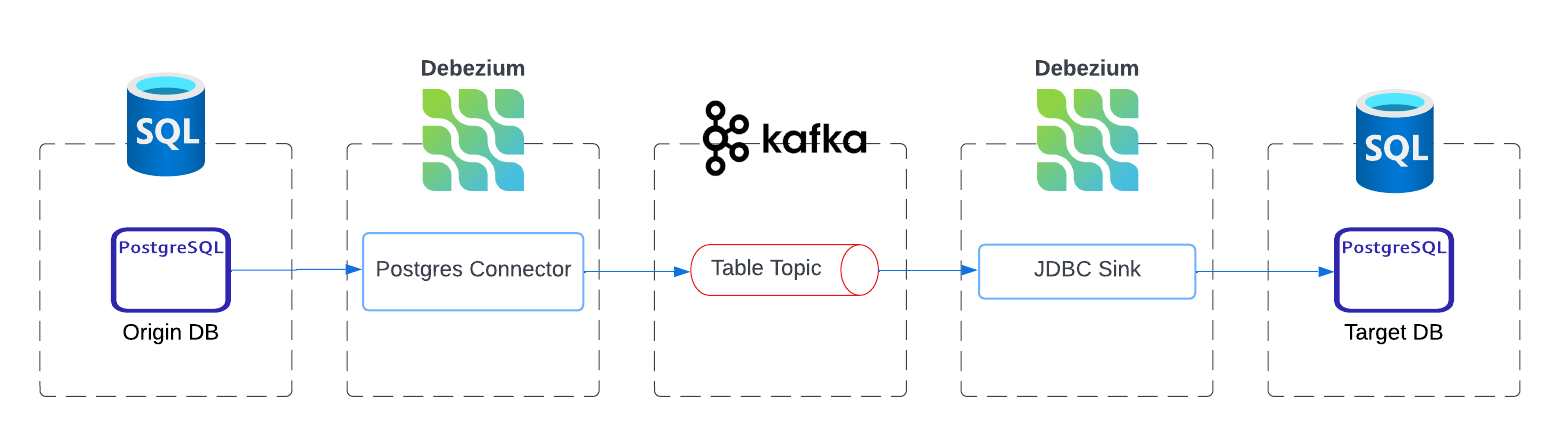 Debezium
Debezium
SQL
kafka
SQL
PostgreSQL
Postgres Connector
Table Topic
JDBC Sink
PostgreSQL
Origin DB
Target DB